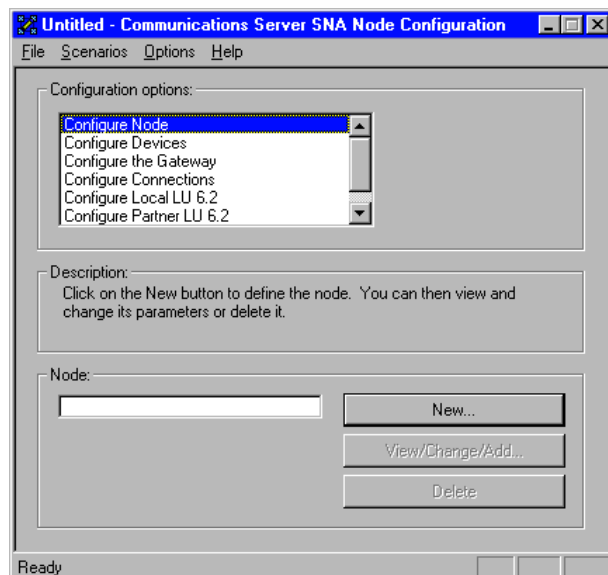 Untitled - Communications Server SNA Node Configuration
File Scenarios Options Help
Configuration options:
Configure Node
Configure Devices
Configure the Gateway
Configure Connections
Configure Local LU 6.2
Configure Partner LU 6.2
Description:
Click on the New button to define the node. You can then view and
change its parameters or delete it.
Node:
New...
View/Change/Add...
Delete
Ready